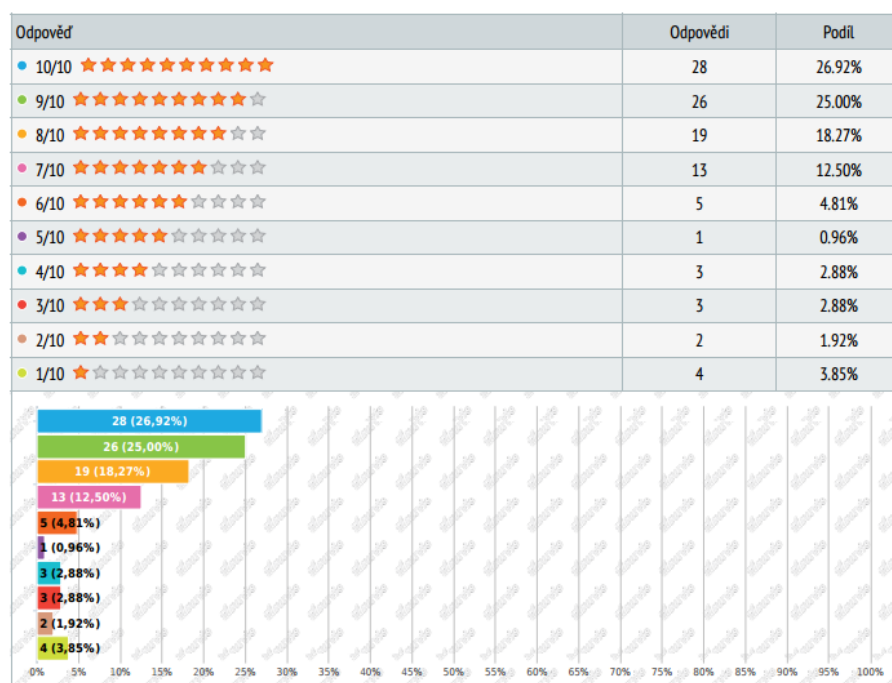 Odpověď Odpovědi Podíl
10/10 28 26.92%
9/10 26 25.00%
8/10 19 18.27%
7/10 13 12.50%
6/10 5 4.81%
5/10 1 0.96%
4/10 3 2.88%
3/10 3 2.88%
2/10 2 1.92%
1/10 4 3.85%
28 (26,92%)
26 (25,00%)
19 (18,27%)
13 (12,50%)
5 (4,81%)
1 (0,96%)
3 (2,88%)
3 (2,88%)
2 (1,92%)
4 (3,85%)
0% 5% 10% 15% 20% 25% 30% 35% 40% 45% 50% 55% 60% 65% 70% 75% 80% 85% 90% 95% 100%